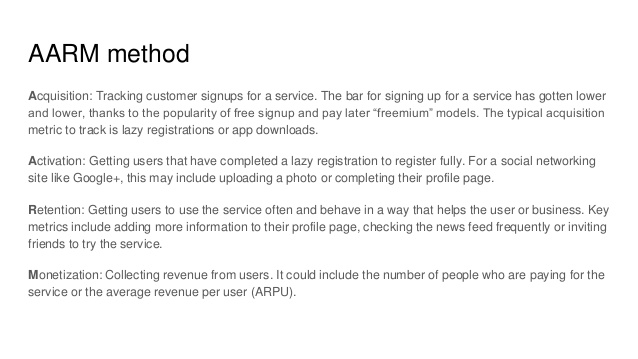 AARM method
Acquisition: Tracking customer signups for a service. The bar for signing up for a service has gotten lower
and lower, thanks to the popularity of free signup and pay later “freemium” models. The typical acquisition
metric to track is lazy registrations or app downloads.
Activation: Getting users that have completed a lazy registration to register fully. For a social networking
site like Google+, this may include uploading a photo or completing their profile page.
Retention: Getting users to use the service often and behave in a way that helps the user or business. Key
metrics include adding more information to their profile page, checking the news feed frequently or inviting
friends to try the service.
Monetization: Collecting revenue from users. It could include the number of people who are paying for the
service or the average revenue per user (ARPU).